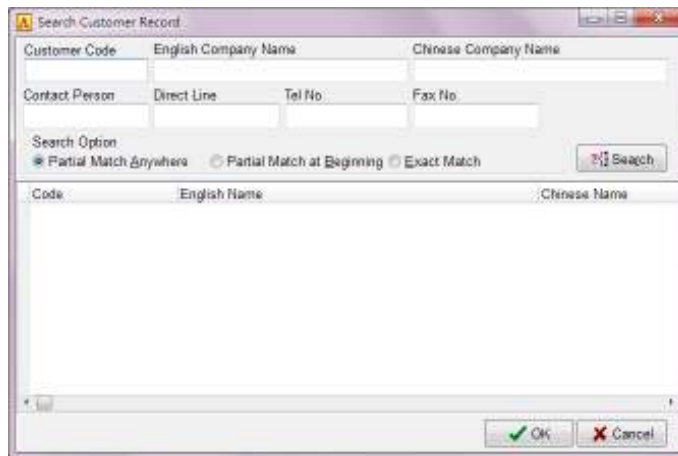 Search Customer Record
Customer Code English Company Name Chinese Company Name
Contact Person Direct Line Tel No Fax No
Search Option
Partial Match Anywhere Partial Match at Beginning Exact Match Search
Code English Name Chinese Name
OK Cancel